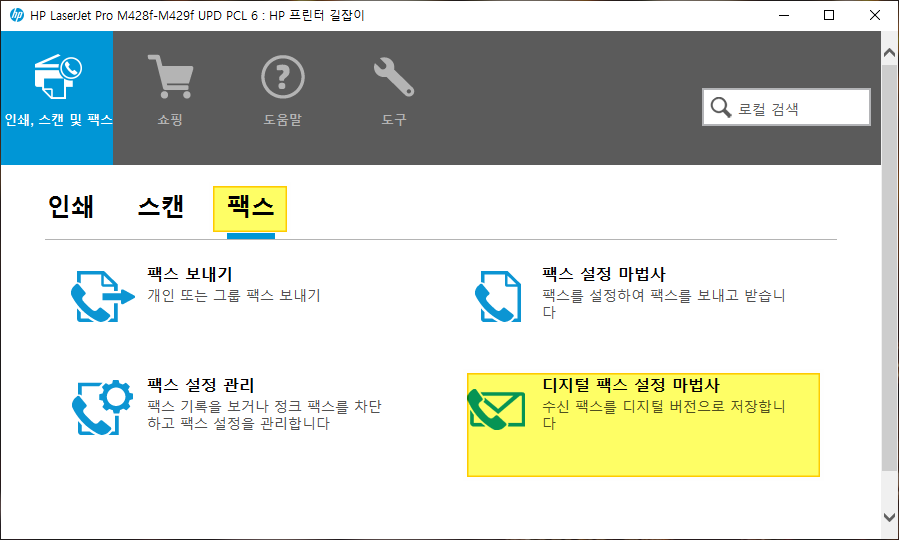 HP LaserJet Pro M428f-M429f UPD PCL 6 : HP 프린터 길잡이
인쇄, 스캔 및 팩스
쇼핑
도움말
도구
로컬 검색
인쇄
스캔
팩스
팩스 보내기
개인 또는 그룹 팩스 보내기
팩스 설정 마법사
팩스를 설정하여 팩스를 보내고 받습니
다
팩스 설정 관리
팩스 기록을 보거나 정크 팩스를 차단
하고 팩스 설정을 관리합니다
디지털 팩스 설정 마법사
수신 팩스를 디지털 버전으로 저장합니
다